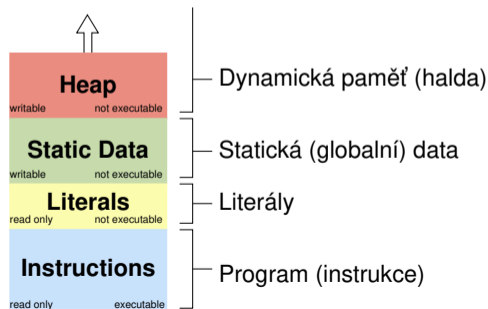 Heap
writable not executable
Dynamická paměť (halda)
Static Data
writable not executable
Statická (globalní) data
Literals
read only not executable
Literály
Instructions
read only executable
Program (instrukce)